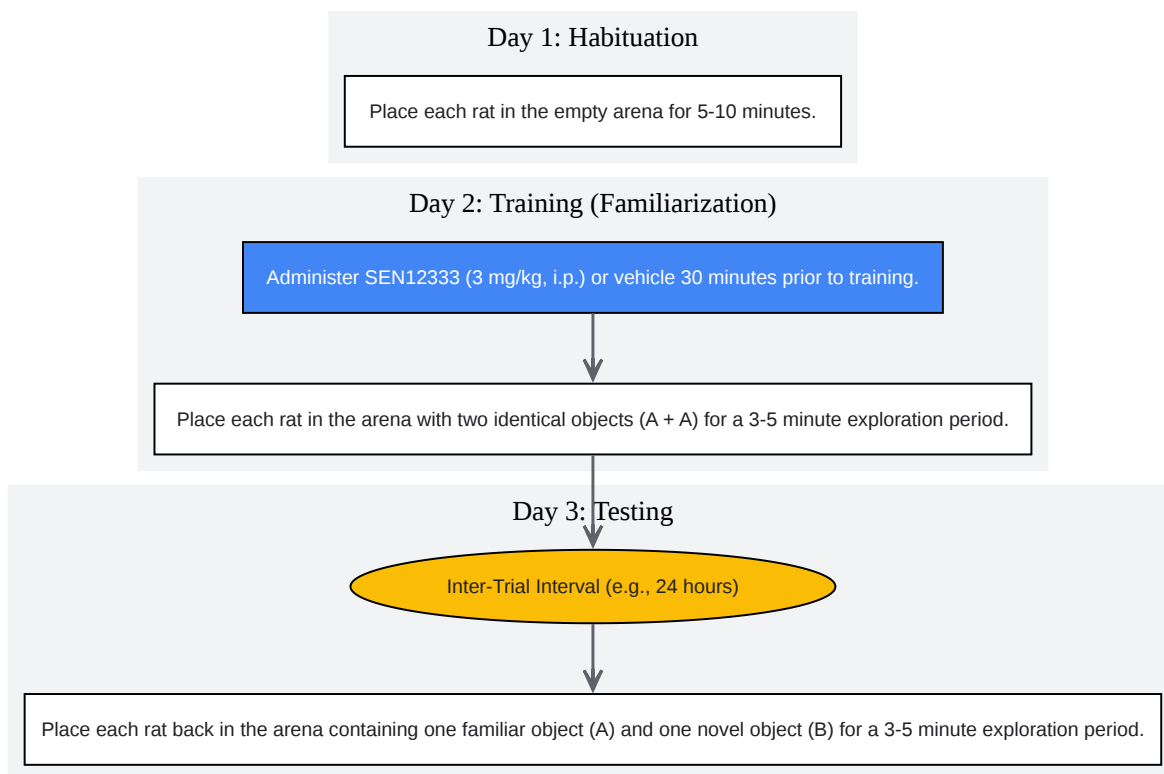 Day 1: Habituation
Place each rat in the empty arena for 5-10 minutes.
Day 2: Training (Familiarization)
Administer SEN12333 (3 mg/kg, i.p.) or vehicle 30 minutes prior to training.
Place each rat in the arena with two identical objects (A + A) for a 3-5 minute exploration period.
Day 3: Testing
Inter-Trial Interval (e.g., 24 hours)
Place each rat back in the arena containing one familiar object (A) and one novel object (B) for a 3-5 minute exploration period.